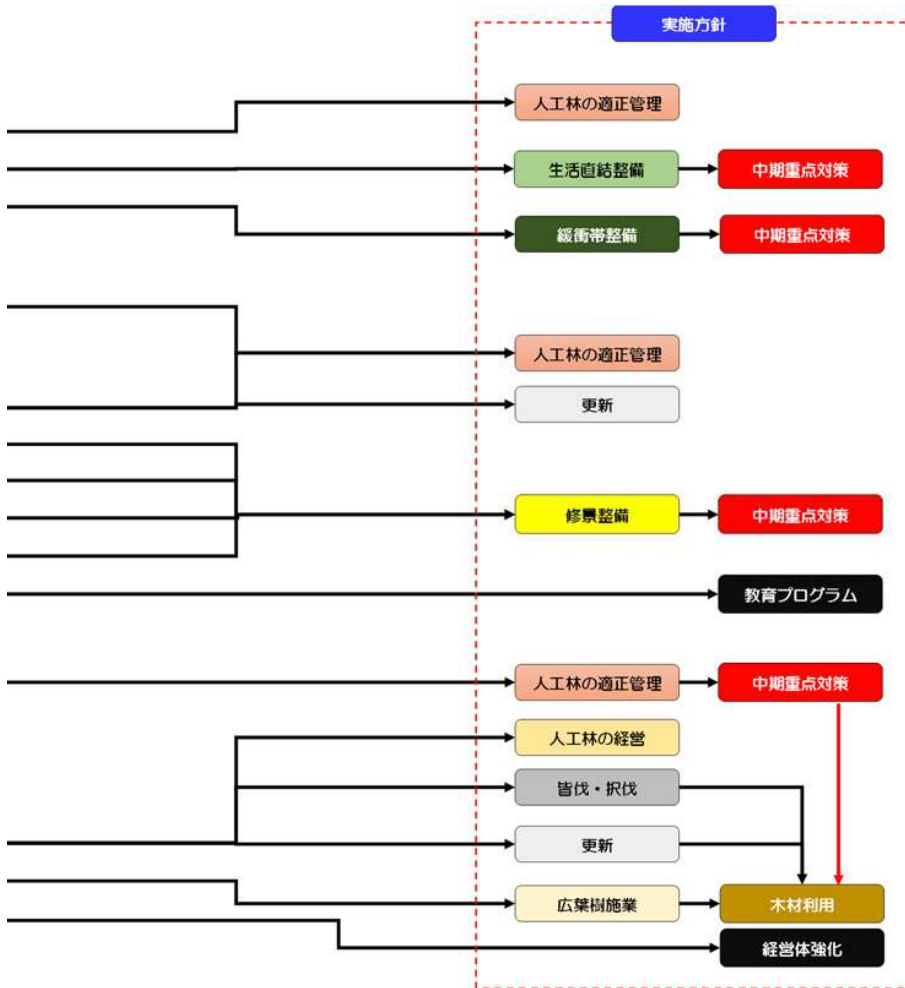 実施方針
人工林の適正管理
生活直結整備
中期重点対策
緩衝帯整備
中期重点対策
人工林の適正管理
更新
修景整備
中期重点対策
教育プログラム
人工林の適正管理
中期重点対策
人工林の経営
皆伐・択伐
更新
広葉樹施業
木材利用
経営体強化